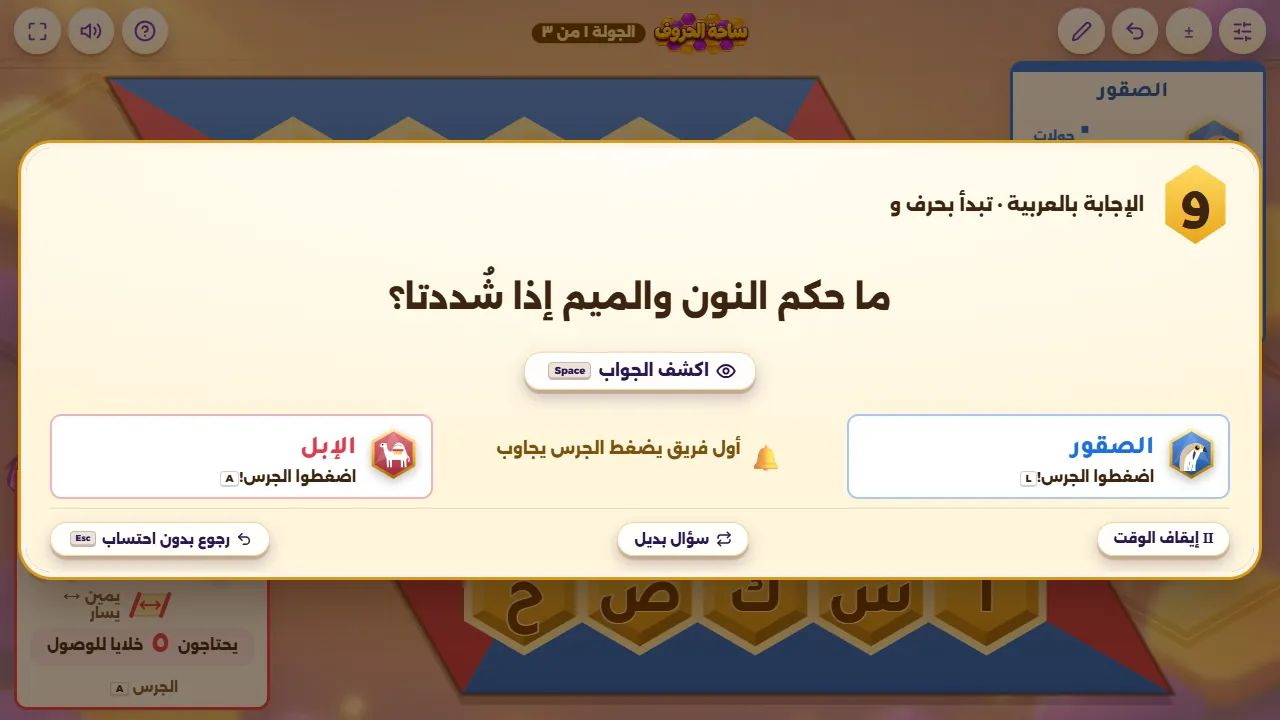 ساحة الحروف
الجولة ١ من ٣
الصقور
جولات
و
الإجابة بالعربية • تبدأ بحرف و
ما حكم النون والميم إذا شُددتا؟
اكشف الجواب Space
الصقور
اضغطوا الجرس! L
أول فريق يضغط الجرس يجاوب
الإبل
اضغطوا الجرس! A
إيقاف الوقت
سؤال بديل
رجوع بدون احتساب Esc
ا س ك ص ح
يمين ↔
يسار
يحتاجون ٥ خلايا للوصول
الجرس A